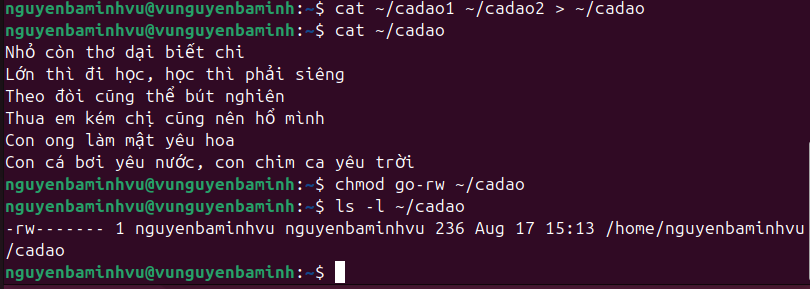 nguyenbaminhvu@vunguyenbaminh:~$ cat ~/cadao1 ~/cadao2 > ~/cadao
nguyenbaminhvu@vunguyenbaminh:~$ cat ~/cadao
Nhỏ còn thơ dại biết chi
Lớn thì đi học, học thì phải siêng
Theo đòi cũng thể bút nghiên
Thua em kém chị cũng nên hổ mình
Con ong làm mật yêu hoa
Con cá bơi yêu nước, con chim ca yêu trời
nguyenbaminhvu@vunguyenbaminh:~$ chmod go-rw ~/cadao
nguyenbaminhvu@vunguyenbaminh:~$ ls -l ~/cadao
-rw------- 1 nguyenbaminhvu nguyenbaminhvu 236 Aug 17 15:13 /home/nguyenbaminhvu
/cadao
nguyenbaminhvu@vunguyenbaminh:~$